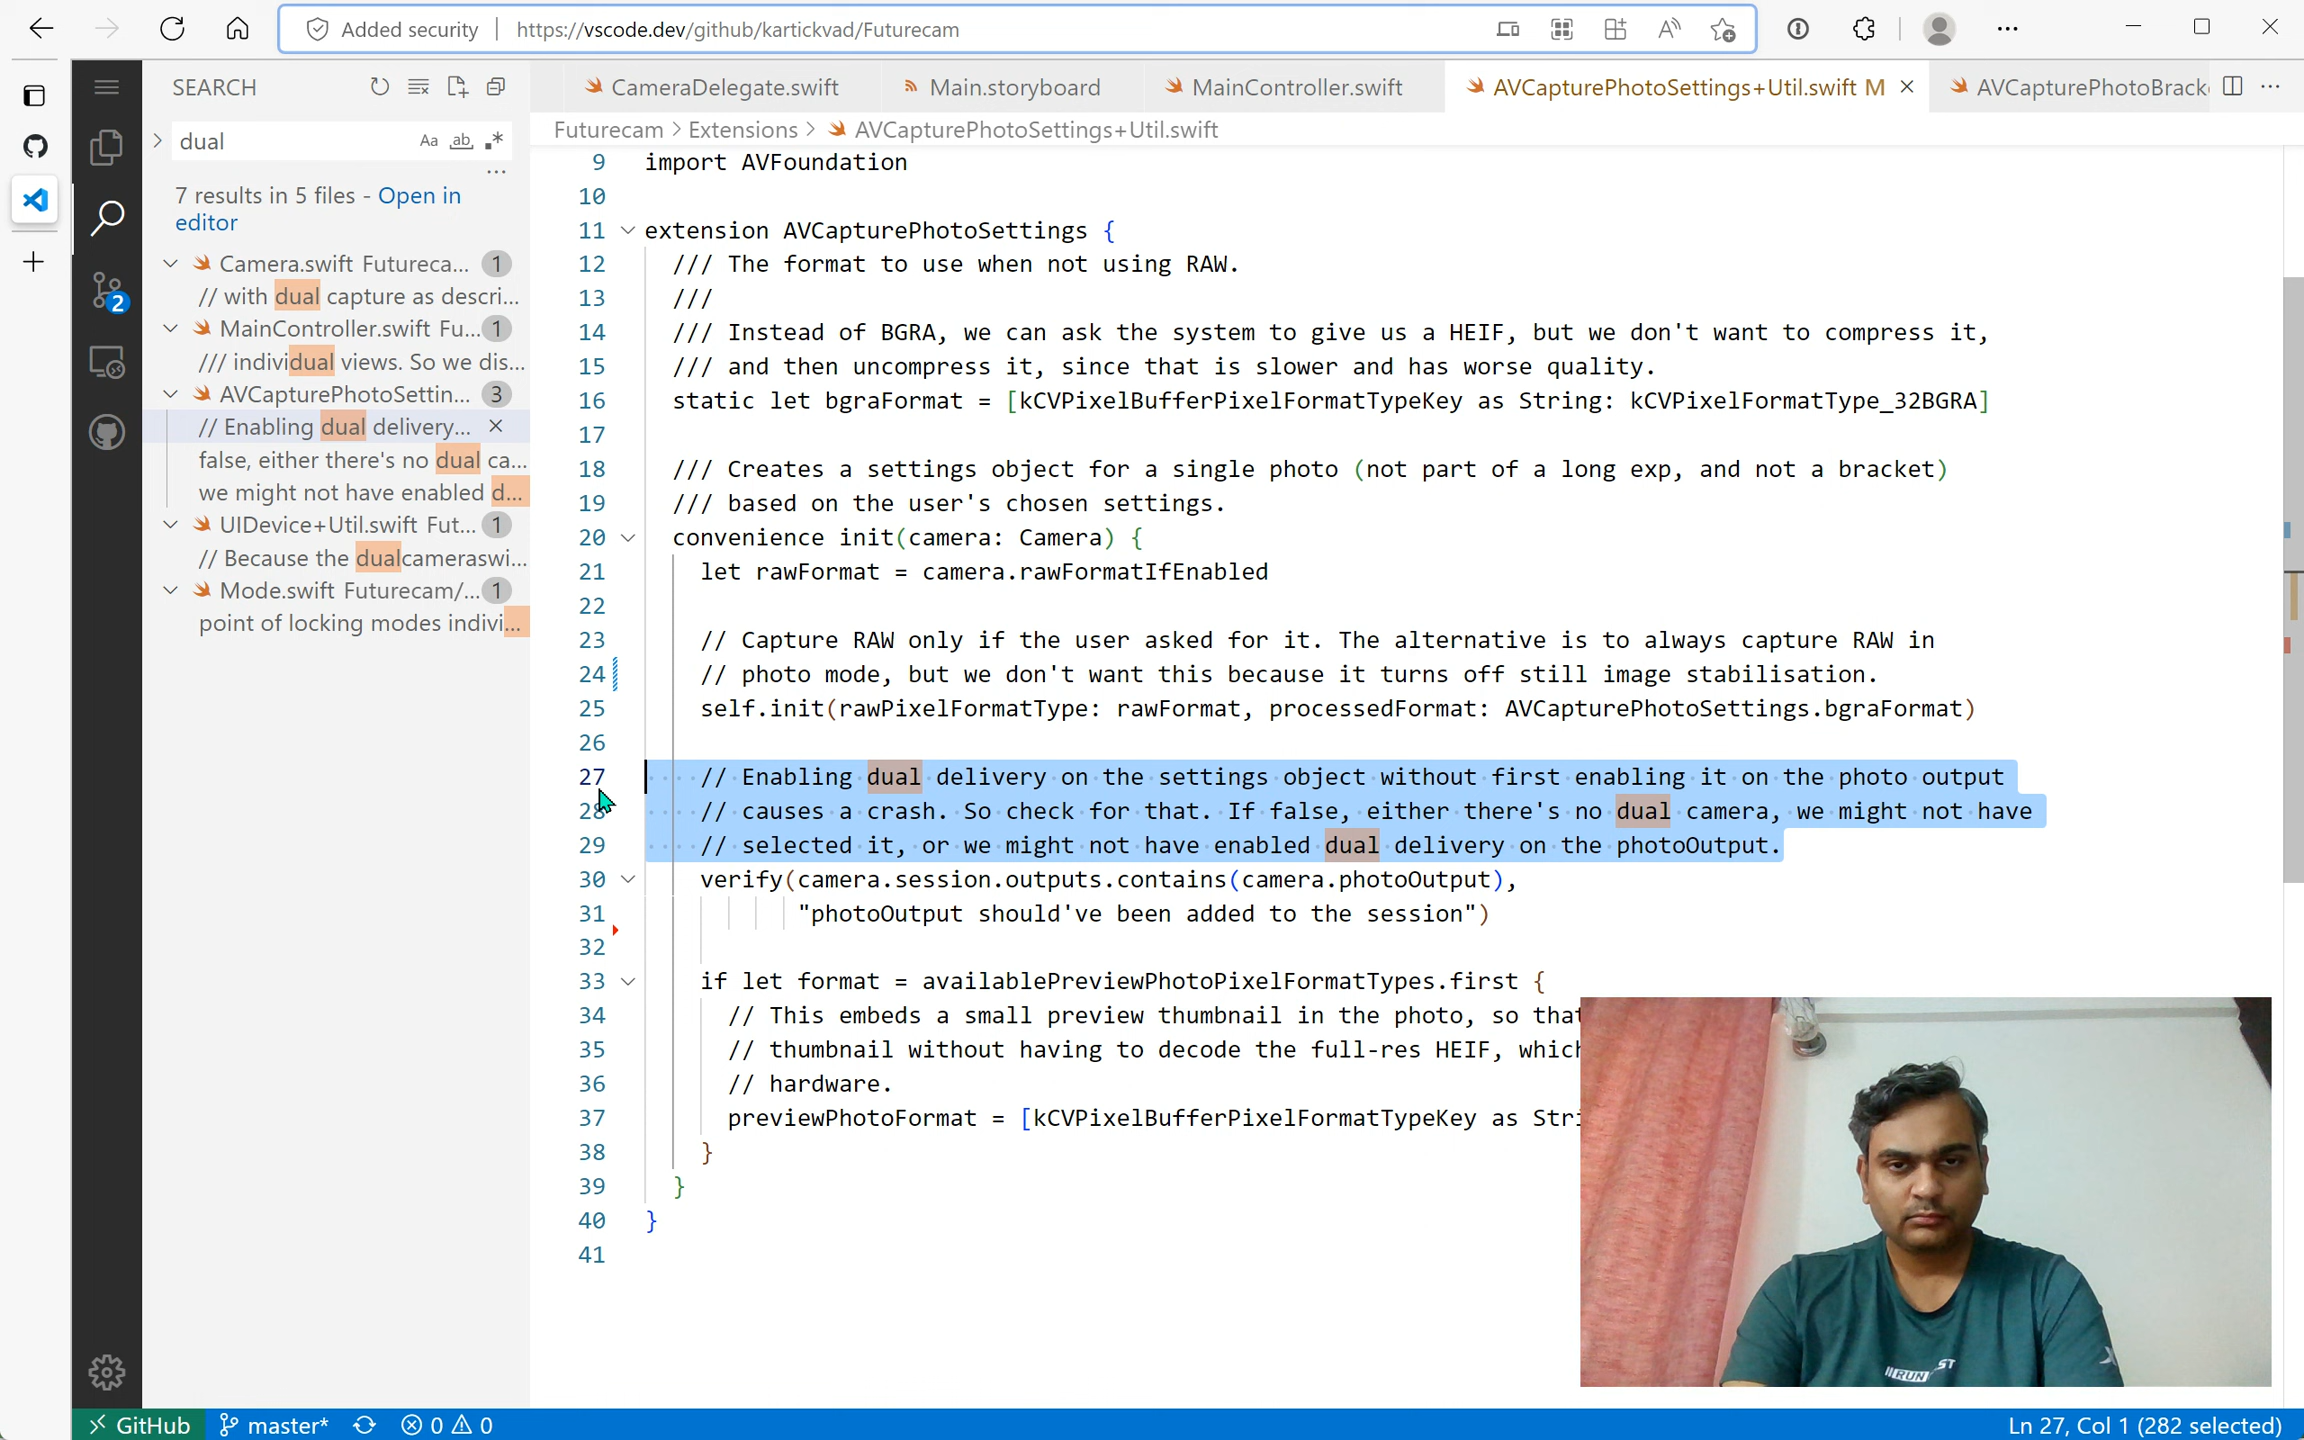 Added security
https://vscode.dev/github/kartickvad/Futurecam
SEARCH
dual
Aa
ab
7 results in 5 files - Open in
editor
Camera.swift Futureca... 1
// with dual capture as descri...
MainController.swift Fu... 1
/// individual views. So we dis...
AVCapturePhotoSettin... 3
// Enabling dual delivery...
false, either there's no dual ca...
we might not have enabled d...
UIDevice+Util.swift Fut... 1
// Because the dualcameraswi...
Mode.swift Futurecam/... 1
point of locking modes indivi...
2
CameraDelegate.swift
Main.storyboard
MainController.swift
AVCapturePhotoSettings+Util.swift M
AVCapturePhotoBrack
Futurecam > Extensions > AVCapturePhotoSettings+Util.swift
9 import AVFoundation
10
11 extension AVCapturePhotoSettings {
12 /// The format to use when not using RAW.
13 ///
14 /// Instead of BGRA, we can ask the system to give us a HEIF, but we don't want to compress it,
15 /// and then uncompress it, since that is slower and has worse quality.
16 static let bgraFormat = [kCVPixelBufferPixelFormatTypeKey as String: kCVPixelFormatType_32BGRA]
17
18 /// Creates a settings object for a single photo (not part of a long exp, and not a bracket)
19 /// based on the user's chosen settings.
20 convenience init(camera: Camera) {
21 let rawFormat = camera.rawFormatIfEnabled
22
23 // Capture RAW only if the user asked for it. The alternative is to always capture RAW in
24 // photo mode, but we don't want this because it turns off still image stabilisation.
25 self.init(rawPixelFormatType: rawFormat, processedFormat: AVCapturePhotoSettings.bgraFormat)
26
27 // Enabling dual delivery on the settings object without first enabling it on the photo output
28 // causes a crash. So check for that. If false, either there's no dual camera, we might not have
29 // selected it, or we might not have enabled dual delivery on the photoOutput.
30 verify(camera.session.outputs.contains(camera.photoOutput),
31 "photoOutput should've been added to the session")
32
33 if let format = availablePreviewPhotoPixelFormatTypes.first {
34 // This embeds a small preview thumbnail in the photo, so that
35 // thumbnail without having to decode the full-res HEIF, which
36 // hardware.
37 previewPhotoFormat = [kCVPixelBufferPixelFormatTypeKey as Stri
38 }
39 }
40 }
41
RUN
ST
GitHub
master*
0
0
Ln 27, Col 1 (282 selected)